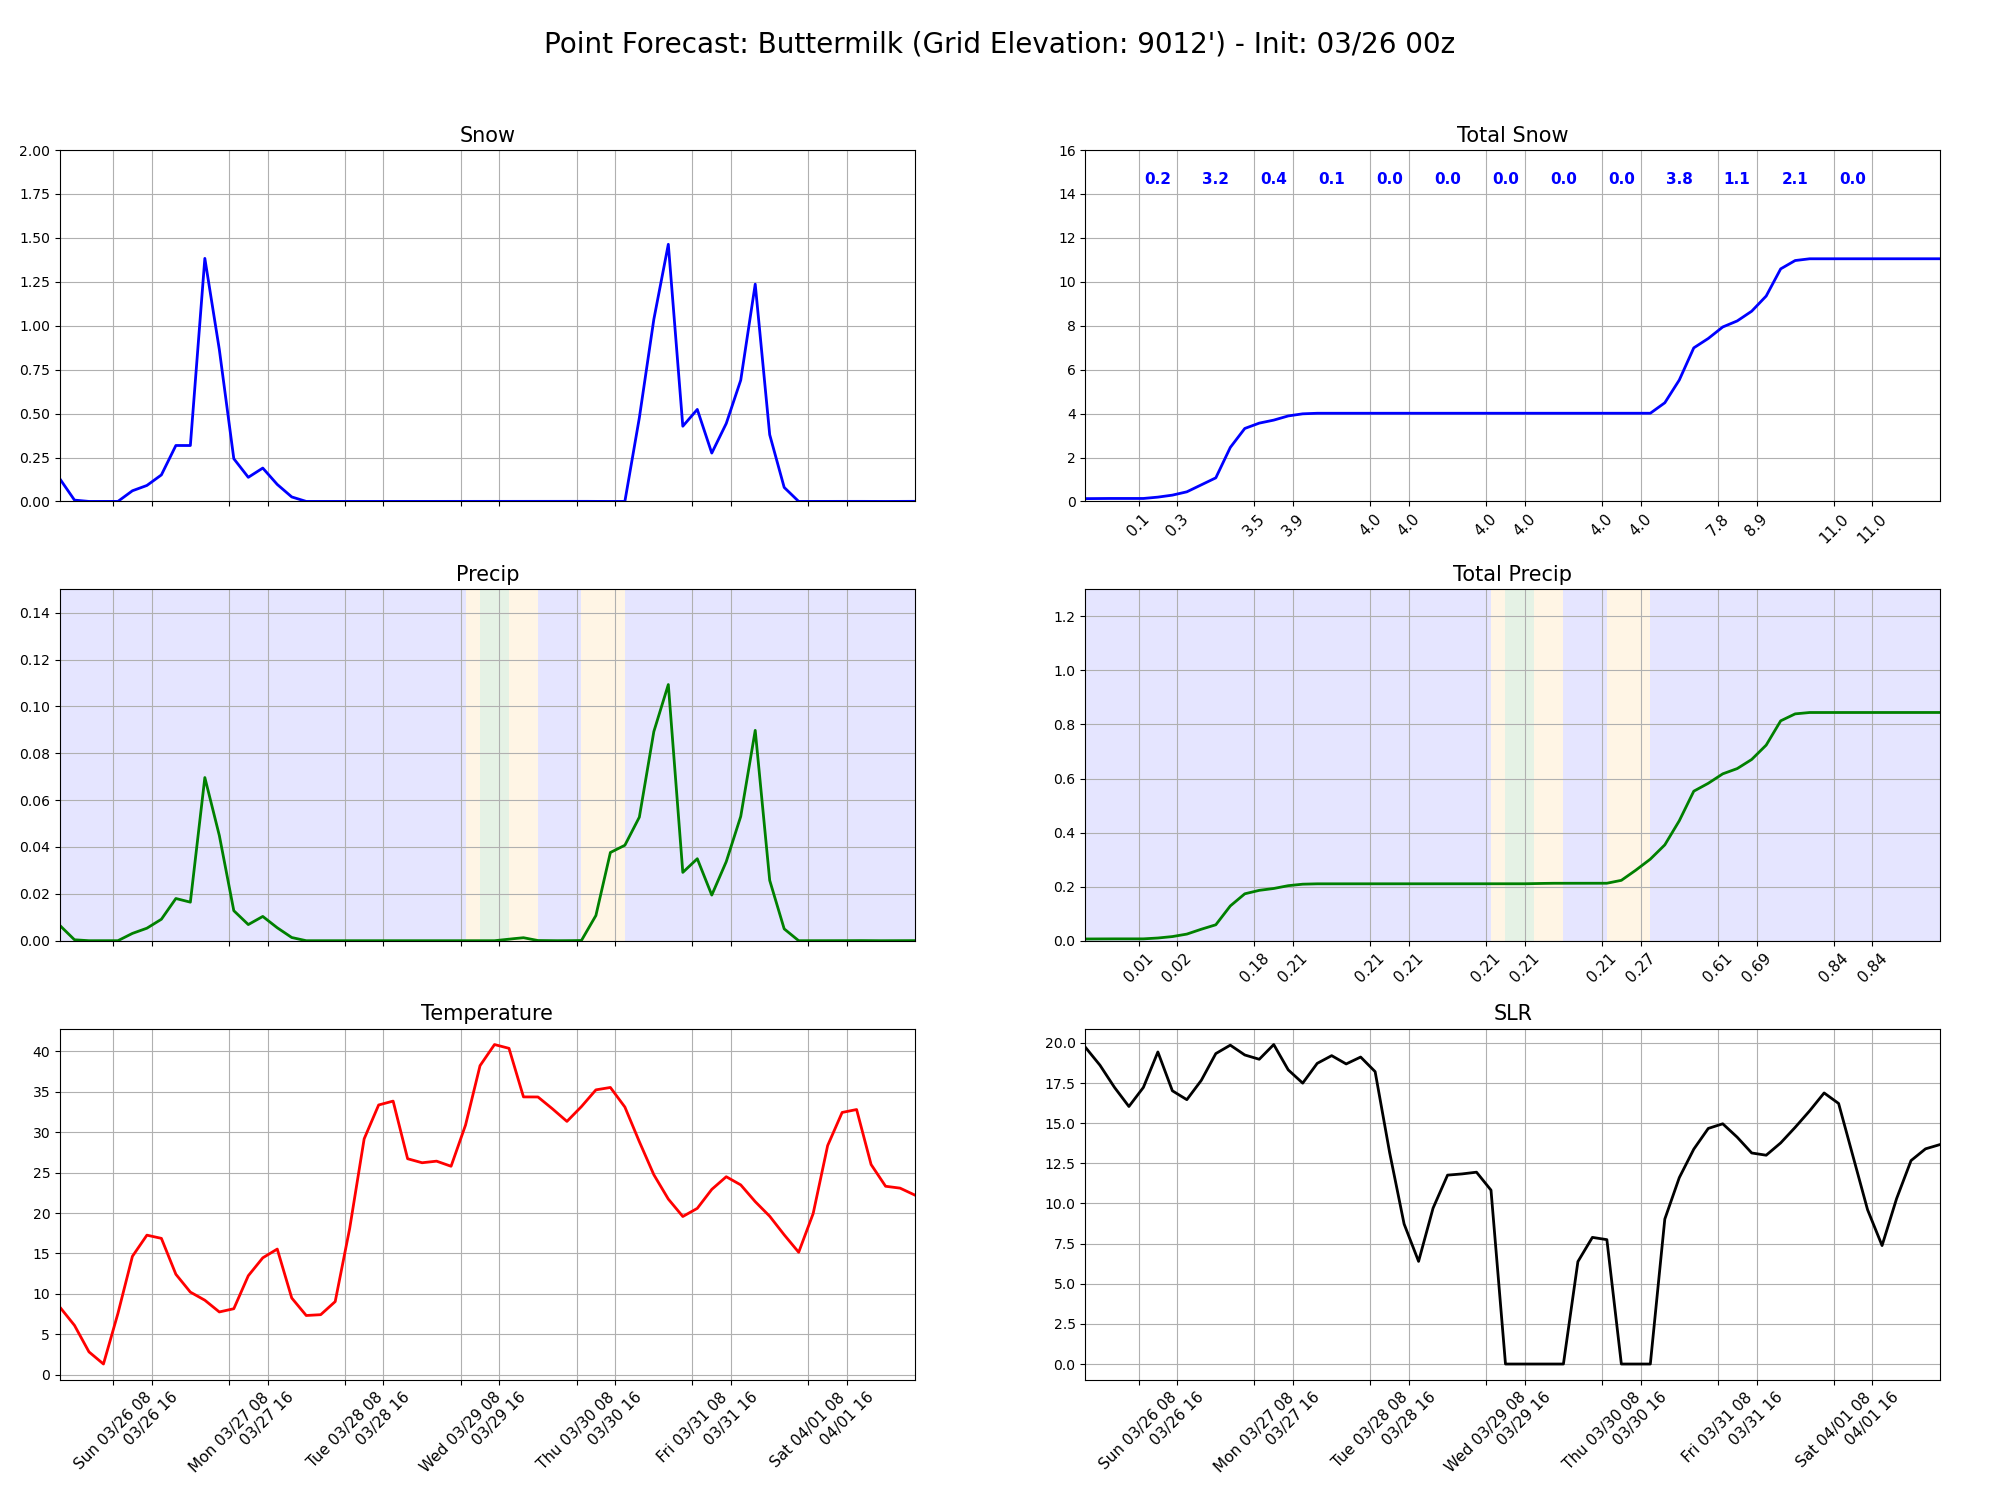 Point Forecast: Buttermilk (Grid Elevation: 9012') - Init: 03/26 00z
Snow
2.00
1.75
1.50
1.25
1.00
0.75
0.50
0.25
0.00
Total Snow
16
14
12
10
8
6
4
2
0
0.2 3.2 0.4 0.1 0.0 0.0 0.0 0.0 0.0 3.8 1.1 2.1 0.0
0.1 0.3 3.5 3.9 4.0 4.0 4.0 4.0 4.0 4.0 7.8 8.9 11.0 11.0
Precip
0.14
0.12
0.10
0.08
0.06
0.04
0.02
0.00
Total Precip
1.2
1.0
0.8
0.6
0.4
0.2
0.0
0.01 0.02 0.18 0.21 0.21 0.21 0.21 0.21 0.21 0.27 0.61 0.69 0.84 0.84
Temperature
40
35
30
25
20
15
10
5
0
Sun 03/26 08
03/26 16
Mon 03/27 08
03/27 16
Tue 03/28 08
03/28 16
Wed 03/29 08
03/29 16
Thu 03/30 08
03/30 16
Fri 03/31 08
03/31 16
Sat 04/01 08
04/01 16
SLR
20.0
17.5
15.0
12.5
10.0
7.5
5.0
2.5
0.0
Sun 03/26 08
03/26 16
Mon 03/27 08
03/27 16
Tue 03/28 08
03/28 16
Wed 03/29 08
03/29 16
Thu 03/30 08
03/30 16
Fri 03/31 08
03/31 16
Sat 04/01 08
04/01 16